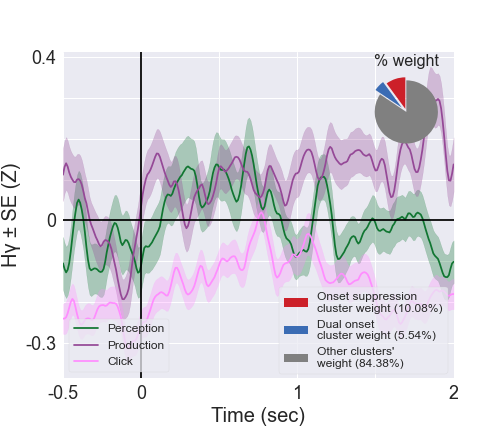 % weight
0.4
0
-0.3
Hγ ± SE (Z)
Perception
Production
Click
Onset suppression
cluster weight (10.08%)
Dual onset
cluster weight (5.54%)
Other clusters'
weight (84.38%)
-0.5
0
1
2
Time (sec)